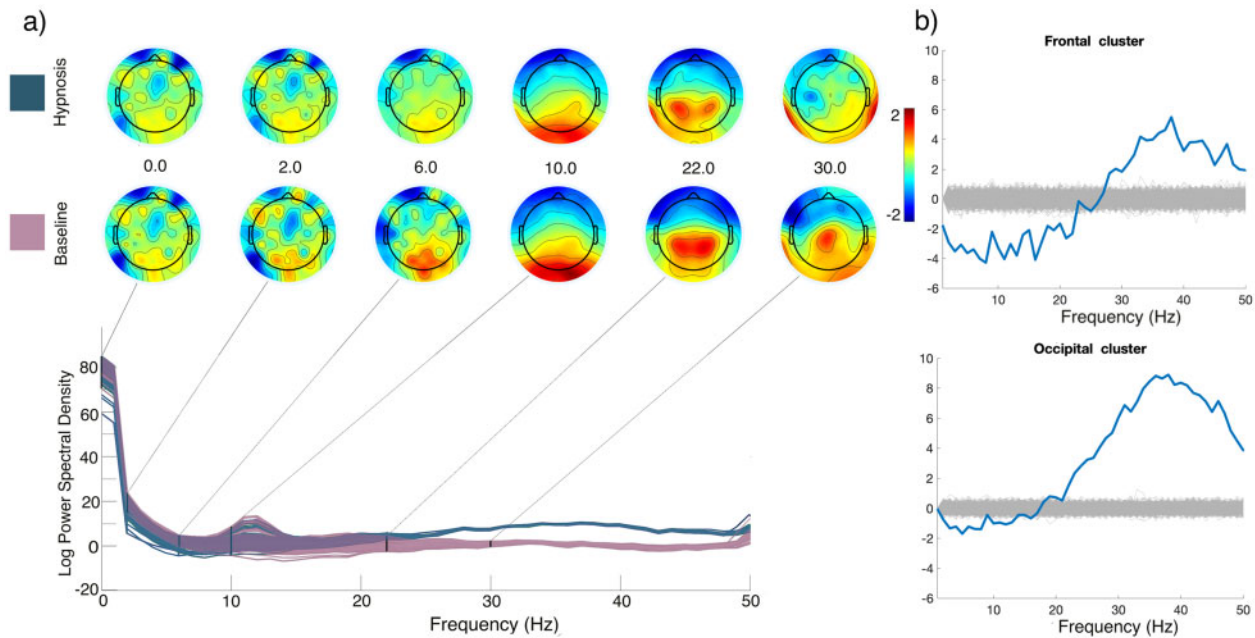 a)
Hypnosis
0.0 2.0 6.0 10.0 22.0 30.0
Baseline
2
-2
Log Power Spectral Density
80
60
40
20
0
-20
0 10 20 30 40 50
Frequency (Hz)
b)
Frontal cluster
10
8
6
4
2
0
-2
-4
-6
10 20 30 40 50
Frequency (Hz)
Occipital cluster
10
8
6
4
2
0
-2
-4
-6
10 20 30 40 50
Frequency (Hz)